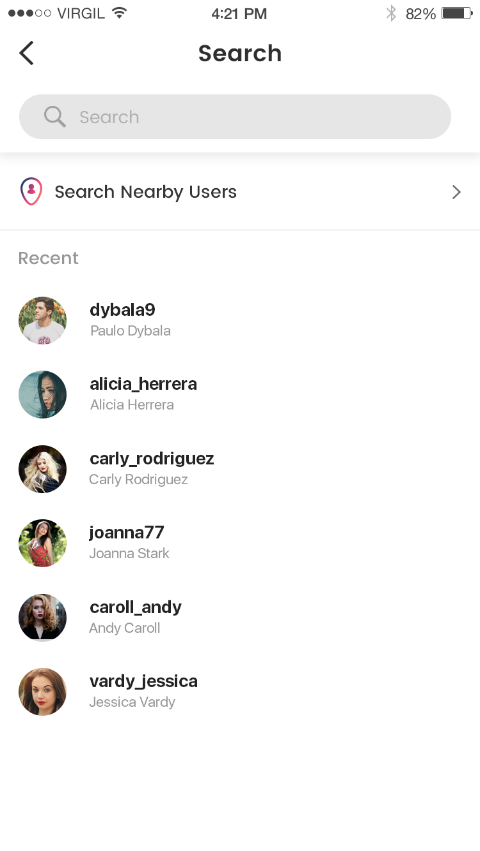 VIRGIL
4:21 PM
82%
Search
Search
Search Nearby Users
Recent
dybala9
Paulo Dybala
alicia_herrera
Alicia Herrera
carly_rodriguez
Carly Rodriguez
joanna77
Joanna Stark
caroll_andy
Andy Caroll
vardy_jessica
Jessica Vardy